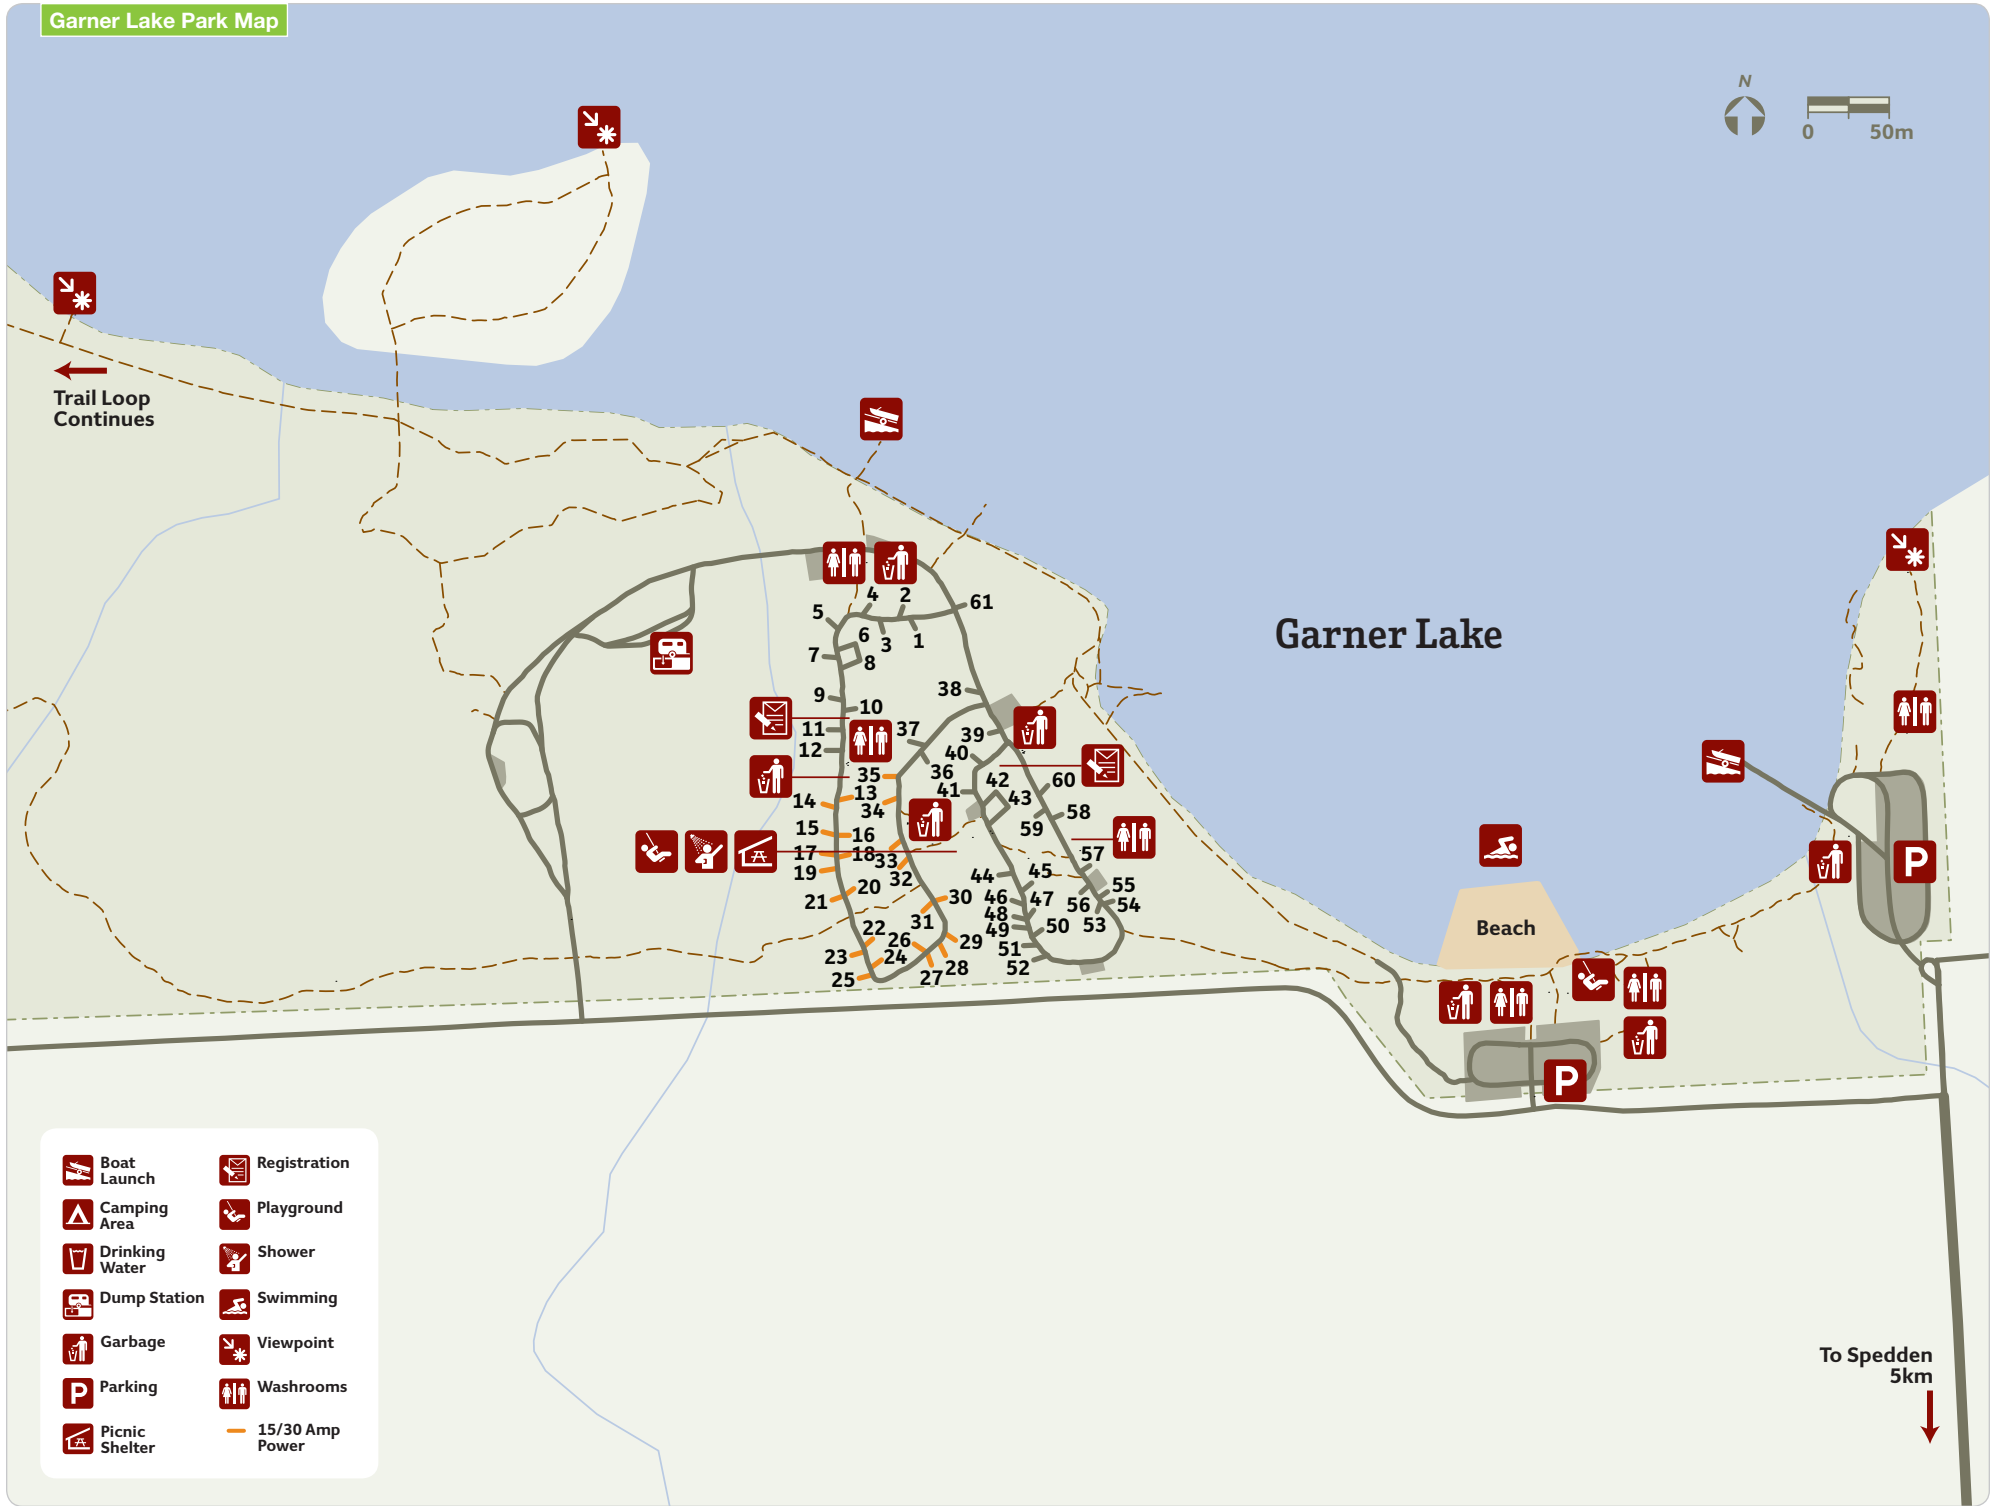 Garner Lake Park Map
N
0 50m
Trail Loop
Continues
Garner Lake
4
2
61
5
6
3
1
7
8
38
9
10
11
37
39
12
40
35
36
42
60
13
41
43
14
34
58
15
16
59
17
18
33
57
19
32
44
45
55
20
21
30
46
47
56
54
48
31
53
22
49
50
26
29
51
23
24
28
52
25
27
Beach
P
P
Boat
Launch
Camping
Area
Drinking
Water
Dump Station
Garbage
P Parking
Picnic
Shelter
Registration
Playground
Shower
Swimming
Viewpoint
Washrooms
15/30 Amp
Power
To Spedden
5km